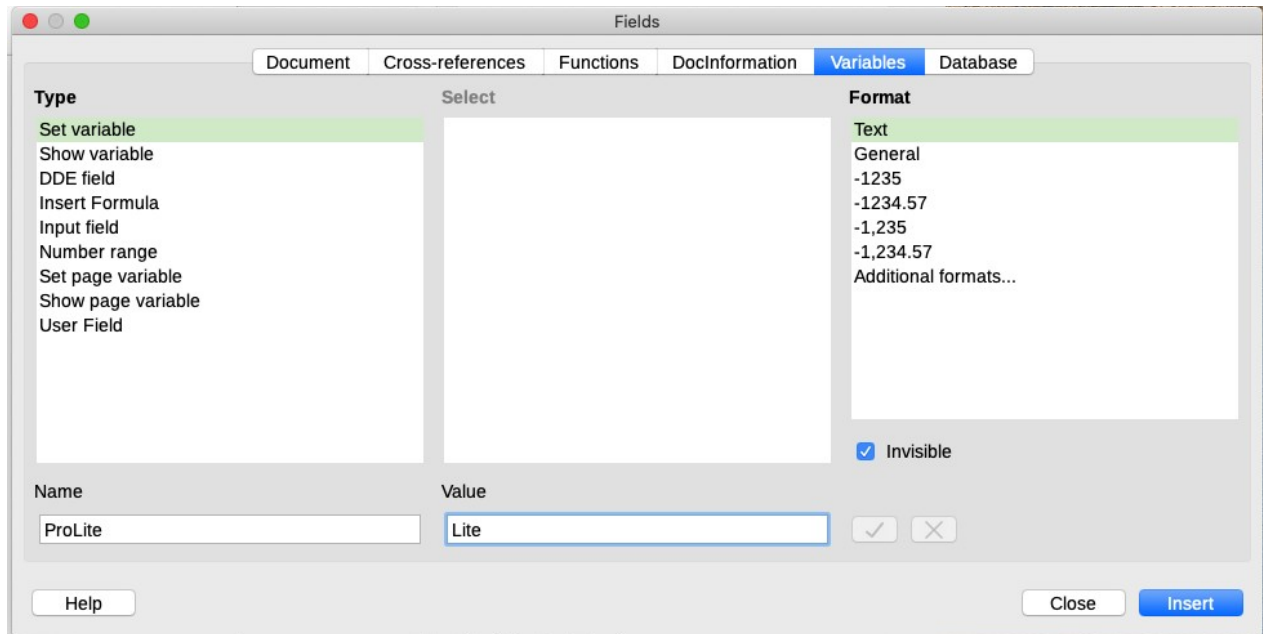 Fields
Document Cross-references Functions DocInformation Variables Database
Type
Set variable
Show variable
DDE field
Insert Formula
Input field
Number range
Set page variable
Show page variable
User Field
Select
Format
Text
General
-1235
-1234.57
-1,235
-1,234.57
Additional formats...
Invisible
Name
ProLite
Value
Lite
Help
Close
Insert